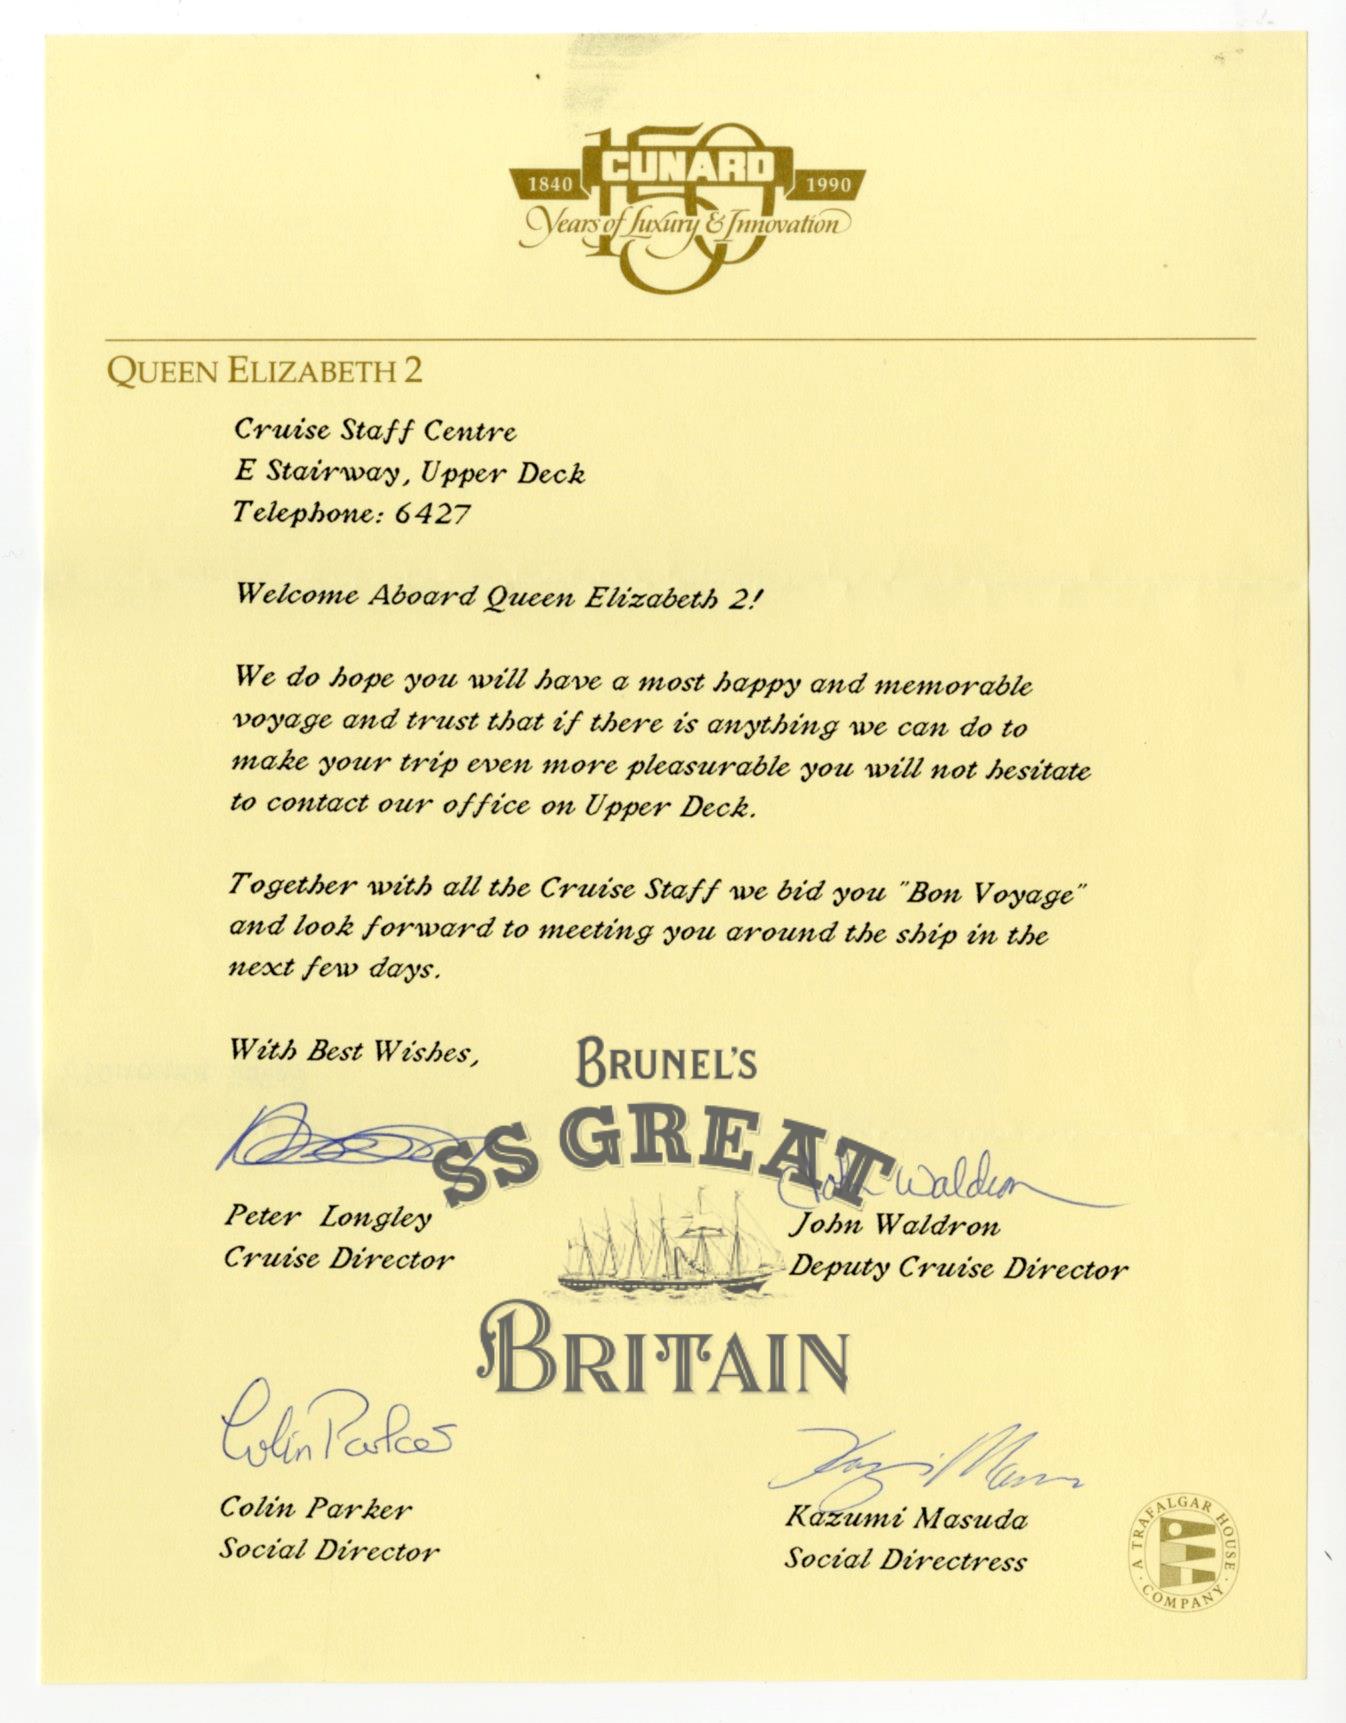 CUNARD
1840 150 1990
Years of Luxury & Innovation
QUEEN ELIZABETH 2
Cruise Staff Centre
E Stairway, Upper Deck
Telephone: 6427
Welcome Aboard Queen Elizabeth 2!
We do hope you will have a most happy and memorable
voyage and trust that if there is anything we can do to
make your trip even more pleasurable you will not hesitate
to contact our office on Upper Deck.
Together with all the Cruise Staff we bid you "Bon Voyage"
and look forward to meeting you around the ship in the
next few days.
With Best Wishes,
BRUNEL'S
SS GREAT
BRITAIN
John Waldron
Peter Longley
Cruise Director
John Waldron
Deputy Cruise Director
Colin Parker
Colin Parker
Social Director
Kazumi Masuda
Social Directress
A TRAFALGAR HOUSE COMPANY